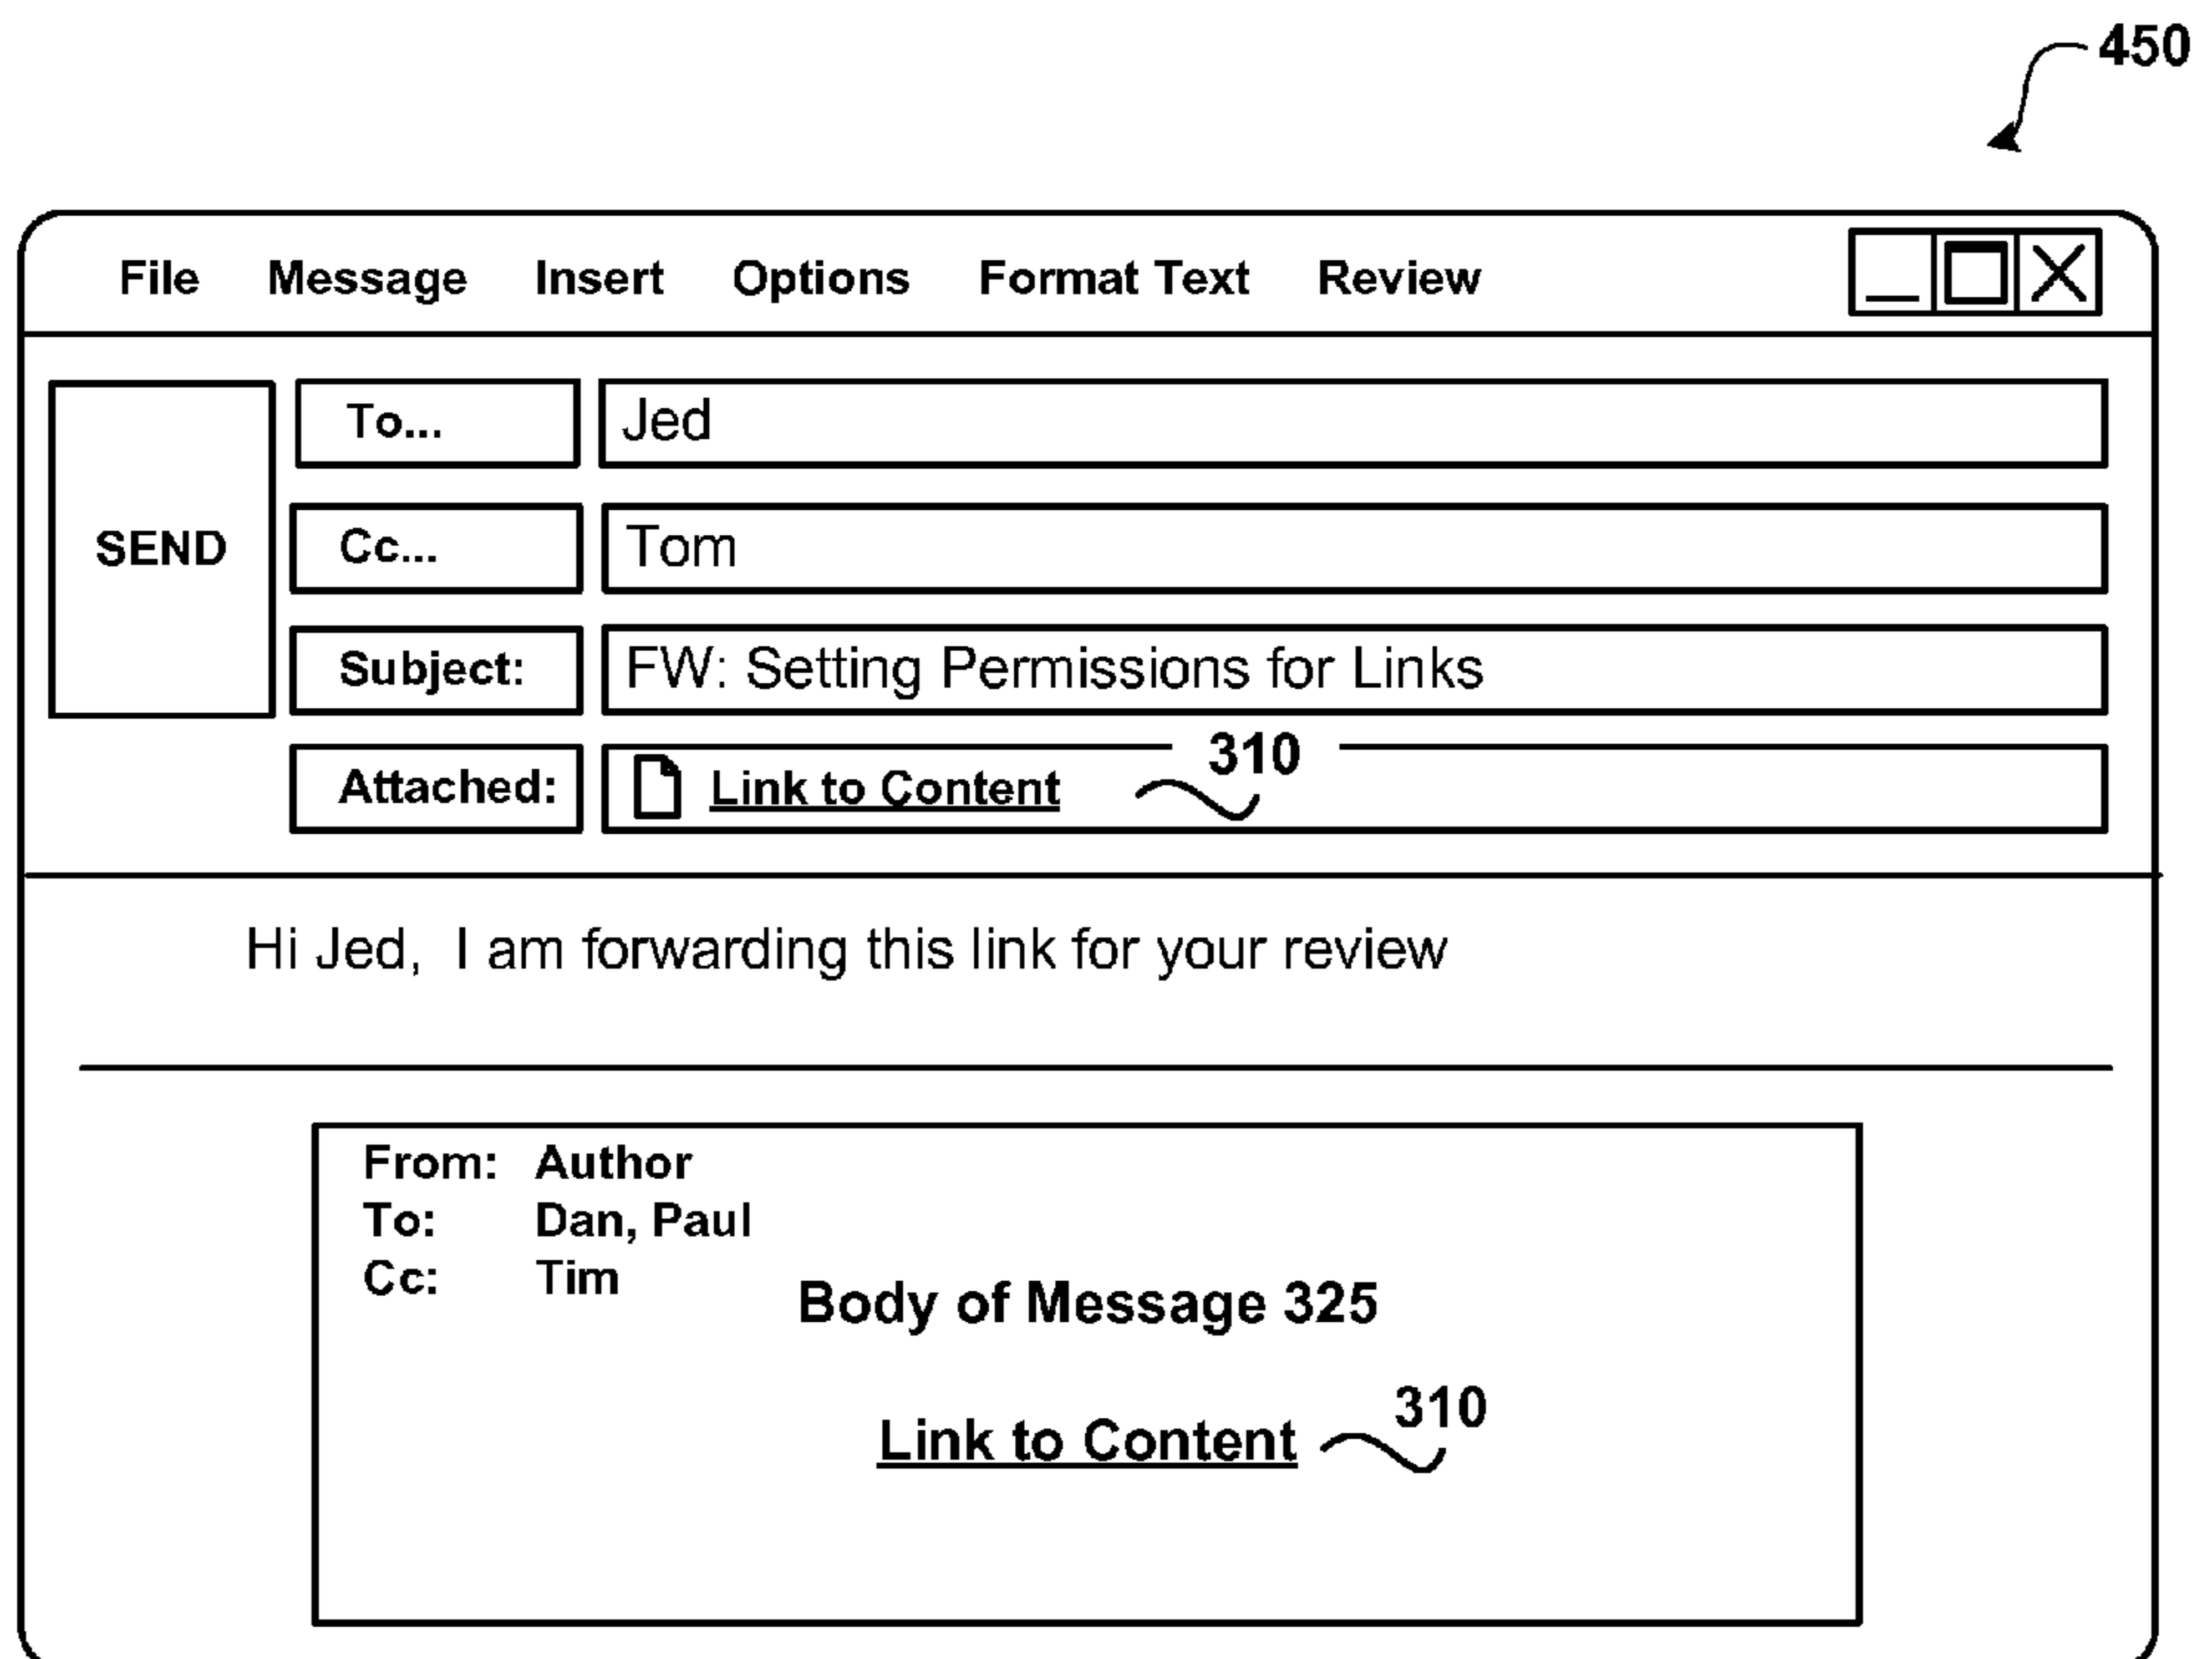 450
File Message Insert Options Format Text Review
To... Jed
SEND Cc... Tom
Subject: FW: Setting Permissions for Links
Attached: Link to Content 310
Hi Jed, I am forwarding this link for your review
From: Author
To: Dan, Paul
Cc: Tim
Body of Message 325
Link to Content 310